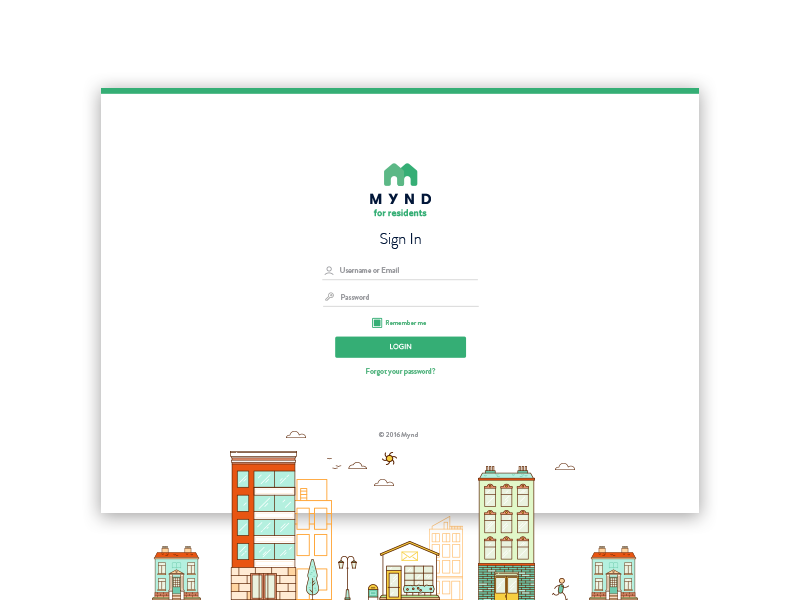 MYND
for residents
Sign In
Username or Email
Password
Remember me
LOGIN
Forgot your password?
© 2016 Mynd